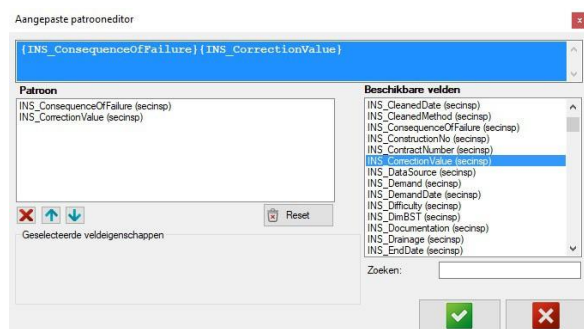 Aangepaste patrooneditor
{INS_ConsequenceOfFailure}{INS_CorrectionValue}
Patroon
INS_ConsequenceOfFailure (secinsp)
INS_CorrectionValue (secinsp)
Reset
Geselecteerde veldeigenschappen
Beschikbare velden
INS_CleanedDate (secinsp)
INS_CleanedMethod (secinsp)
INS_ConsequenceOfFailure (secinsp)
INS_ConstructionNo (secinsp)
INS_ContractNumber (secinsp)
INS_CorrectionValue (secinsp)
INS_DataSource (secinsp)
INS_Demand (secinsp)
INS_DemandDate (secinsp)
INS_Difficulty (secinsp)
INS_DimBST (secinsp)
INS_Documentation (secinsp)
INS_Drainage (secinsp)
INS_EndDate (secinsp)
Zoeken: